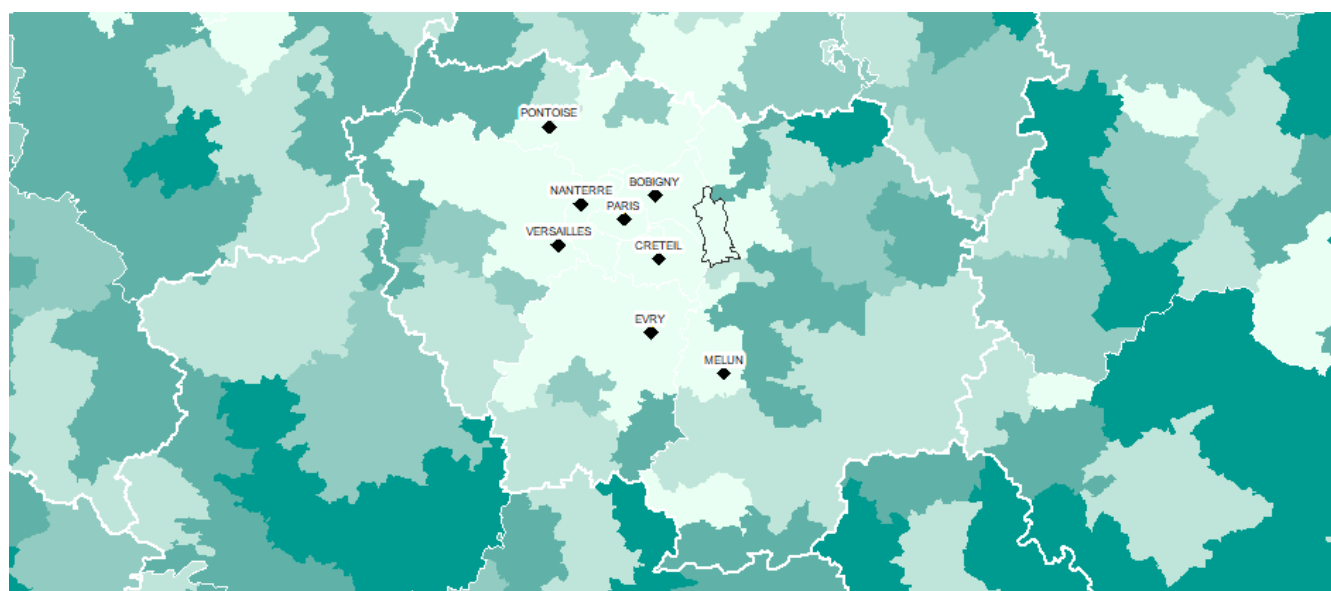 PONTOISE
BOBIGNY
NANTERRE
PARIS
VERSAILLES
CRETEIL
EVRY
MELUN